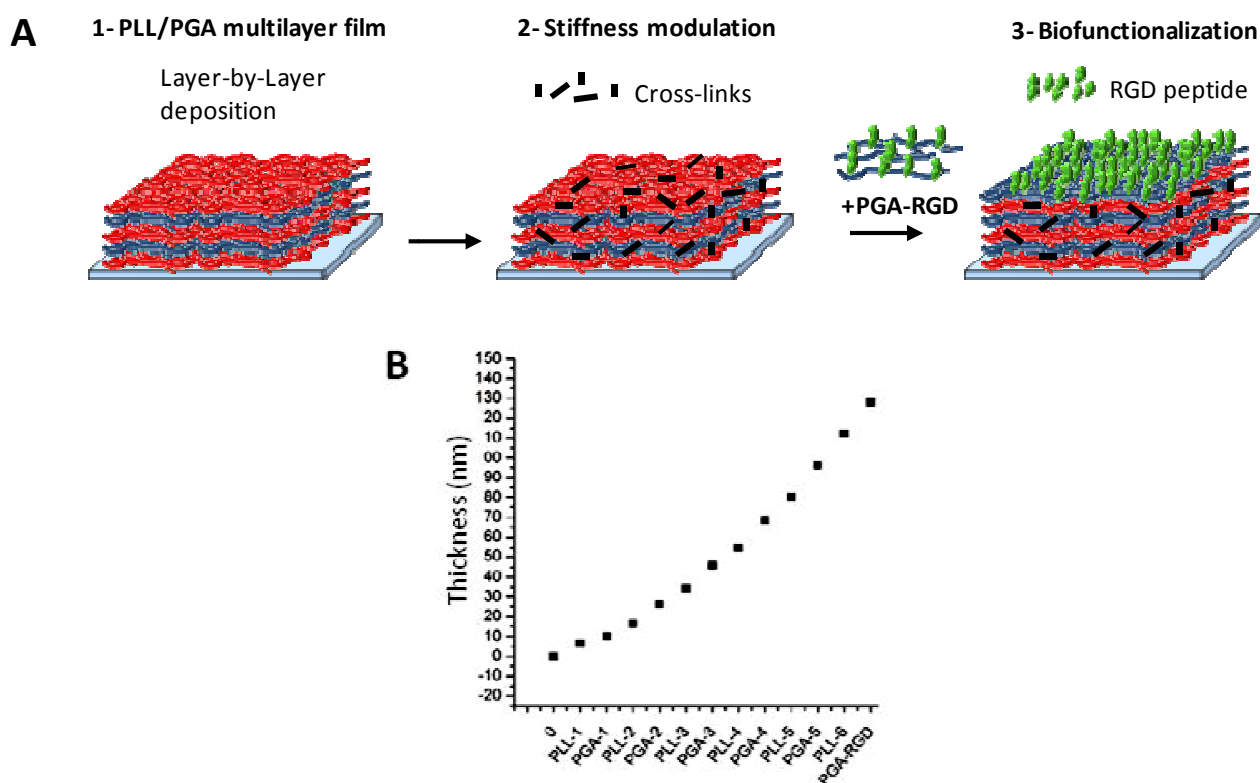 A
1- PLL/PGA multilayer film
2- Stiffness modulation
3- Biofunctionalization
Layer-by-Layer
deposition
Cross-links
RGD peptide
+PGA-RGD
B
Thickness (nm)
150
140
130
20
10
00
90
80
70
60
50
40
30
20
10
0
-10
-20
0
PLL-1
PGA-1
PLL-2
PGA-2
PLL-3
PGA-3
PLL-4
PGA-4
PLL-5
PGA-5
PLL-6
PGA-RGD